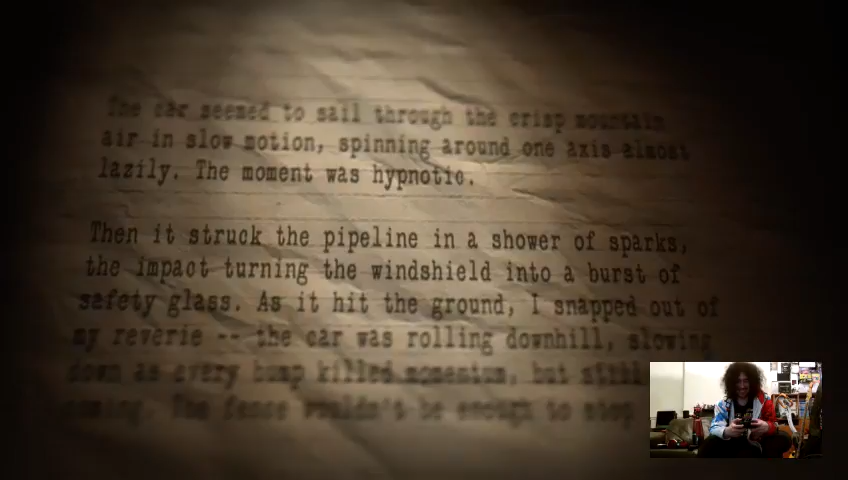 The car seemed to sail through the crisp mountain
air in slow motion, spinning around one axis almost
lazily. The moment was hypnotic.
Then it struck the pipeline in a shower of sparks,
the impact turning the windshield into a burst of
safety glass. As it hit the ground, I snapped out of
my reverie -- the car was rolling downhill, slowing
down as every bump killed momentum, but still
The fence wouldn't be enough to stop